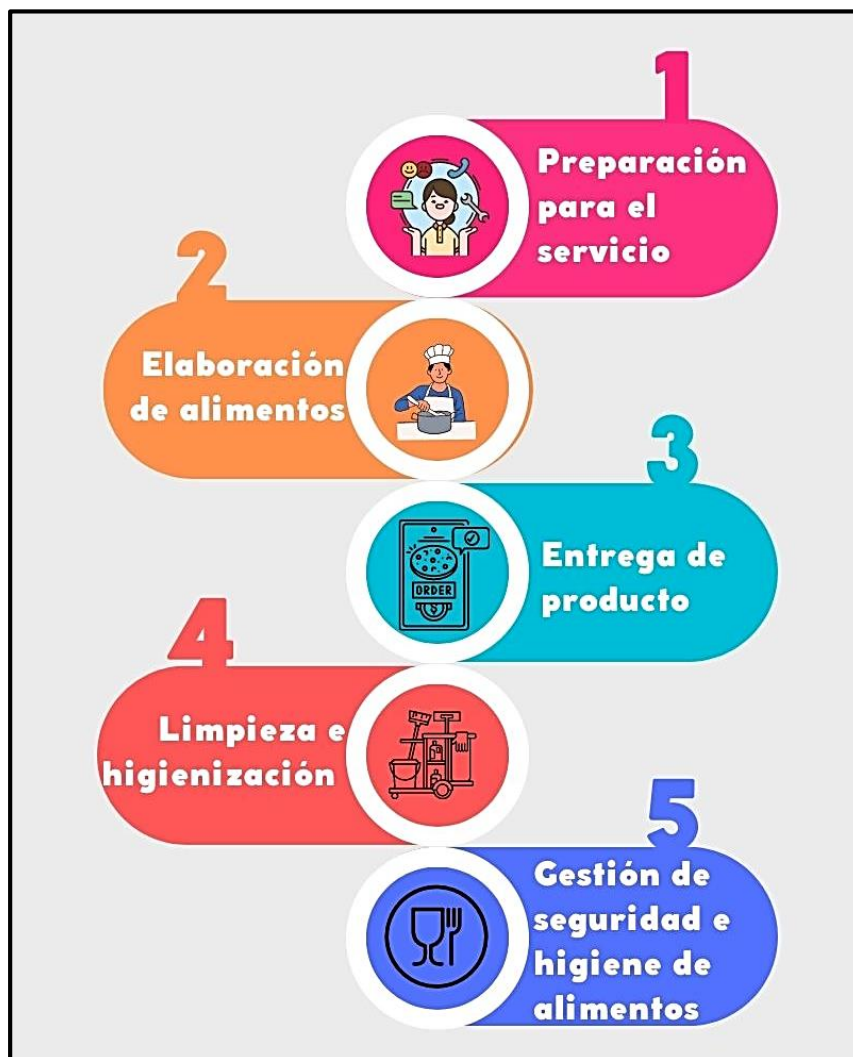 1
Preparación
para el
servicio
2
Elaboración
de alimentos
3
Entrega de
producto
ORDER
$
4
Limpieza e
higienización
5
Gestión de
seguridad e
higiene de
alimentos